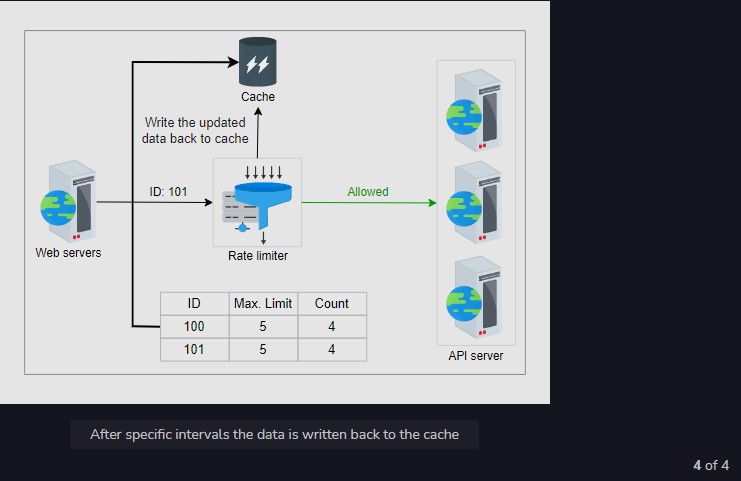 Cache
Write the updated
data back to cache
ID: 101
Allowed
Web servers
Rate limiter
ID Max. Limit Count
100 5 4
101 5 4
API server
After specific intervals the data is written back to the cache
4 of 4